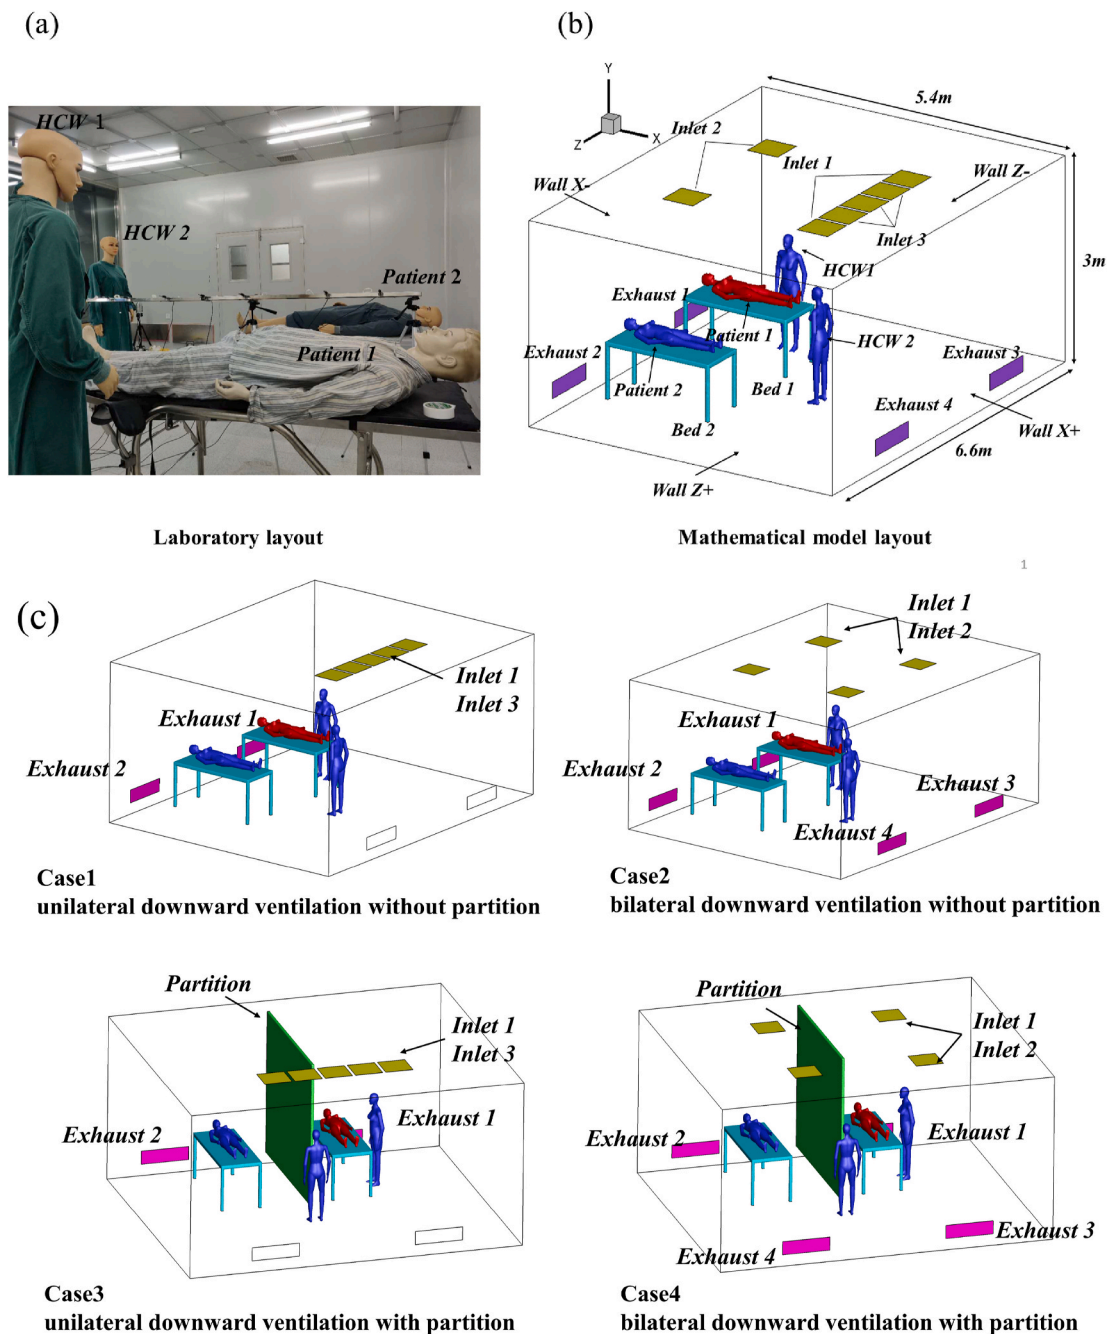 (a)
HCW 1
HCW 2
Patient 2
Patient 1
Laboratory layout
(b)
Y
X
Z
5.4m
Inlet 2
Inlet 1
Wall X-
Wall Z-
Inlet 3
HCW1
3m
Exhaust 1
Patient 1
HCW 2
Exhaust 2
Exhaust 3
Patient 2
Bed 1
Exhaust 4
Bed 2
Wall X+
6.6m
Wall Z+
Mathematical model layout
1
(c)
Inlet 1
Inlet 3
Exhaust 1
Exhaust 2
Case1
unilateral downward ventilation without partition
Inlet 1
Inlet 2
Exhaust 1
Exhaust 2
Exhaust 3
Exhaust 4
Case2
bilateral downward ventilation without partition
Partition
Inlet 1
Inlet 3
Exhaust 1
Exhaust 2
Case3
unilateral downward ventilation with partition
Partition
Inlet 1
Inlet 2
Exhaust 2
Exhaust 1
Exhaust 3
Exhaust 4
Case4
bilateral downward ventilation with partition